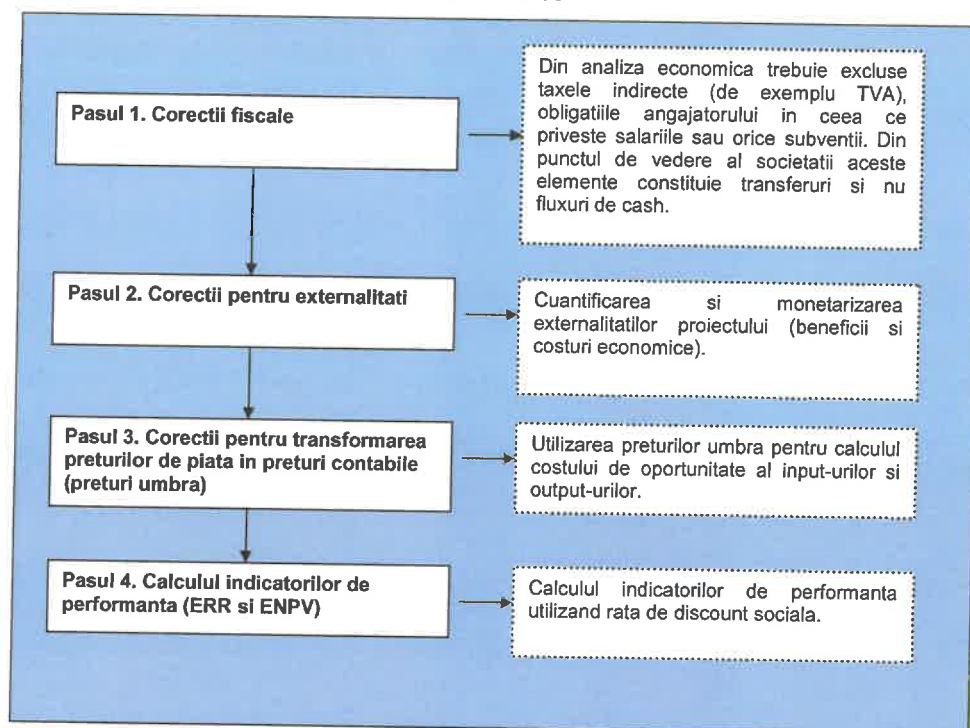 Pasul 1. Corectii fiscale
Din analiza economica trebuie excluse
taxele indirecte (de exemplu TVA),
obligatiile angajatorului in ceea ce
priveste salariile sau orice subventii. Din
punctul de vedere al societatii aceste
elemente constituie transferuri si nu
fluxuri de cash.
Pasul 2. Corectii pentru externalitati
Cuantificarea si monetarizarea
externalitatilor proiectului (beneficii si
costuri economice).
Pasul 3. Corectii pentru transformarea
preturilor de piata in preturi contabile
(preturi umbra)
Utilizarea preturilor umbra pentru calculul
costului de oportunitate al input-urilor si
output-urilor.
Pasul 4. Calculul indicatorilor de
performanta (ERR si ENPV)
Calculul indicatorilor de performanta
utilizand rata de discount sociala.